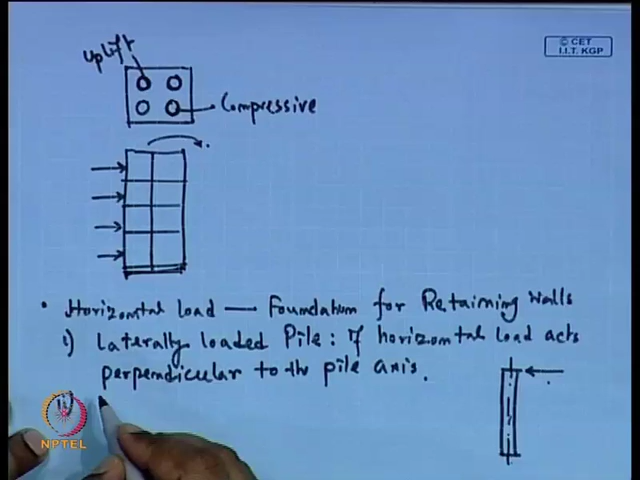 © CET
I.I.T. KGP
uplift
Compressive
• Horizontal load — Foundation for Retaining Walls
i) Laterally loaded Pile : If horizontal load acts
perpendicular to the pile axis.
ii)
NPTEL